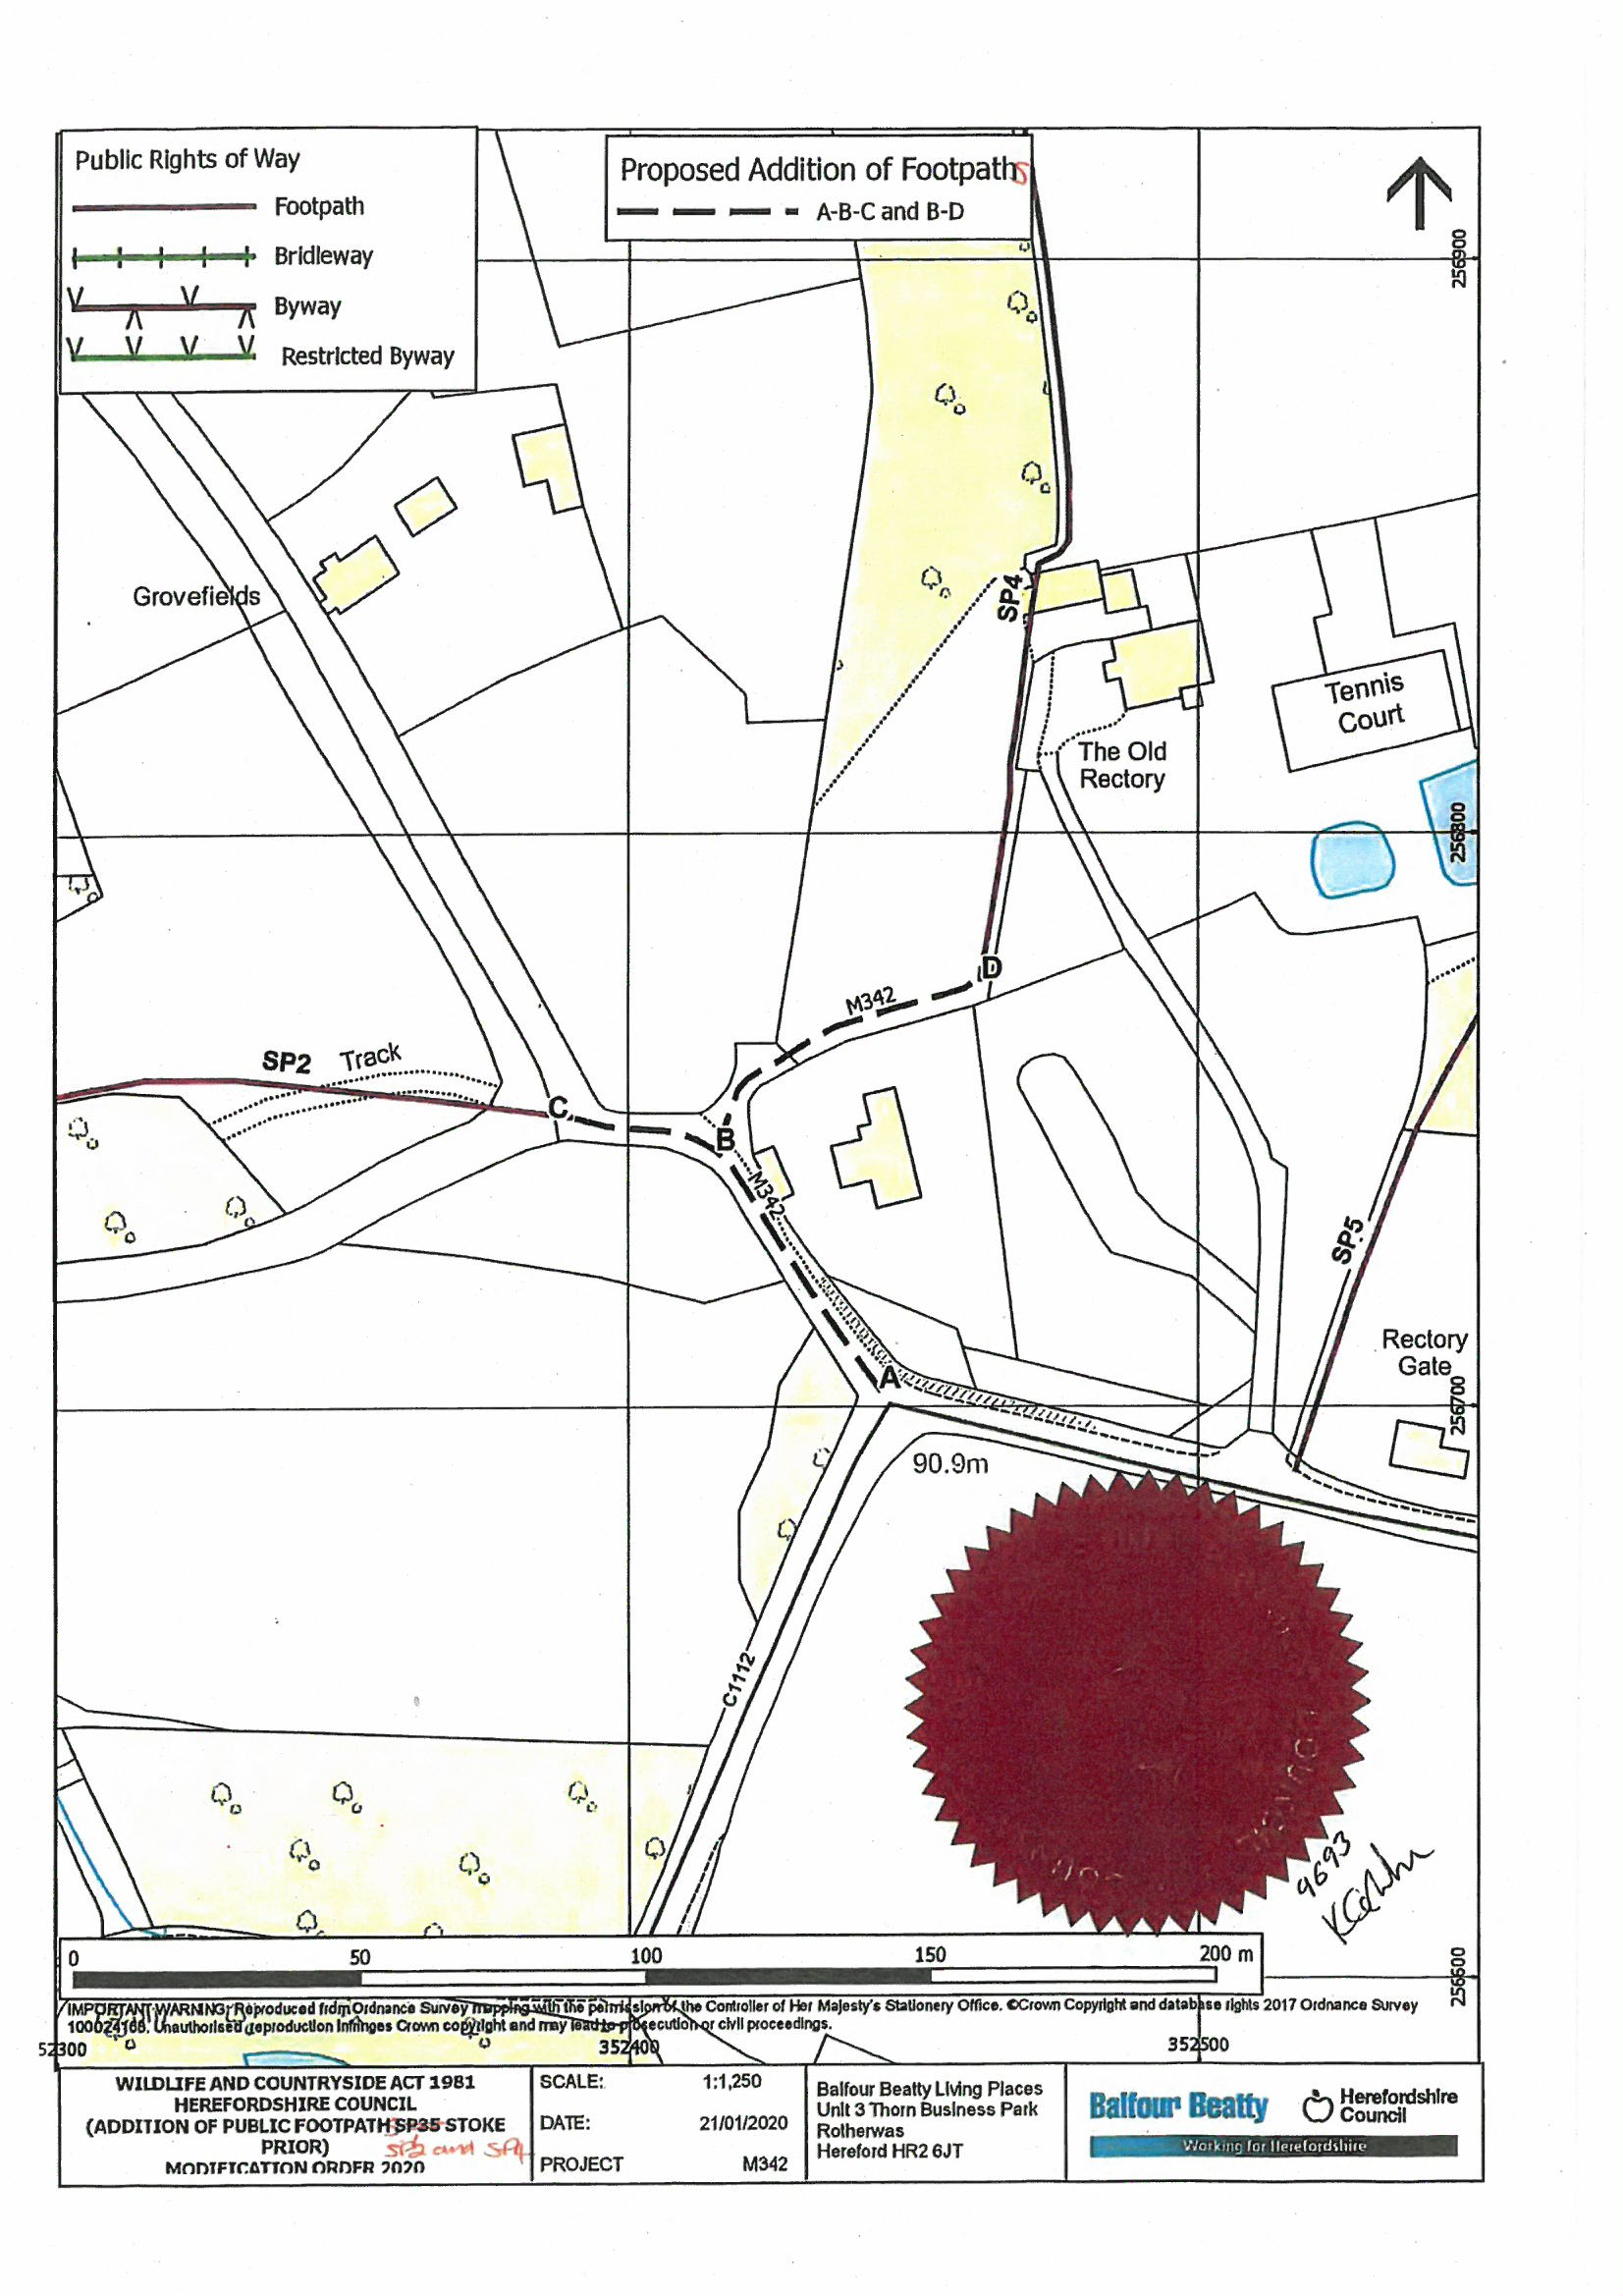 Public Rights of Way
Footpath
Bridleway
Byway
Restricted Byway
Proposed Addition of Footpaths
A-B-C and B-D
256900
Grovefields
SP4
Tennis
Court
The Old
Rectory
256800
D
M342
SP2 Track
C
B
M342
SP5
Rectory
Gate
A
256700
90.9m
C1112
9693
0 50 100 150 200 m
256600
IMPORTANT WARNING: Reproduced from Ordnance Survey mapping with the permission of the Controller of Her Majesty's Stationery Office. ©Crown Copyright and database rights 2017 Ordnance Survey
100024168. Unauthorised reproduction infringes Crown copyright and may lead to prosecution or civil proceedings.
52300 352400 352500
WILDLIFE AND COUNTRYSIDE ACT 1981
HEREFORDSHIRE COUNCIL
(ADDITION OF PUBLIC FOOTPATH SP35 STOKE
PRIOR)
and SP4
MODIFICATION ORDER 2020
SCALE: 1:1,250
DATE: 21/01/2020
PROJECT M342
Balfour Beatty Living Places
Unit 3 Thorn Business Park
Rotherwas
Hereford HR2 6JT
Balfour Beatty
Herefordshire
Council
Working for Herefordshire